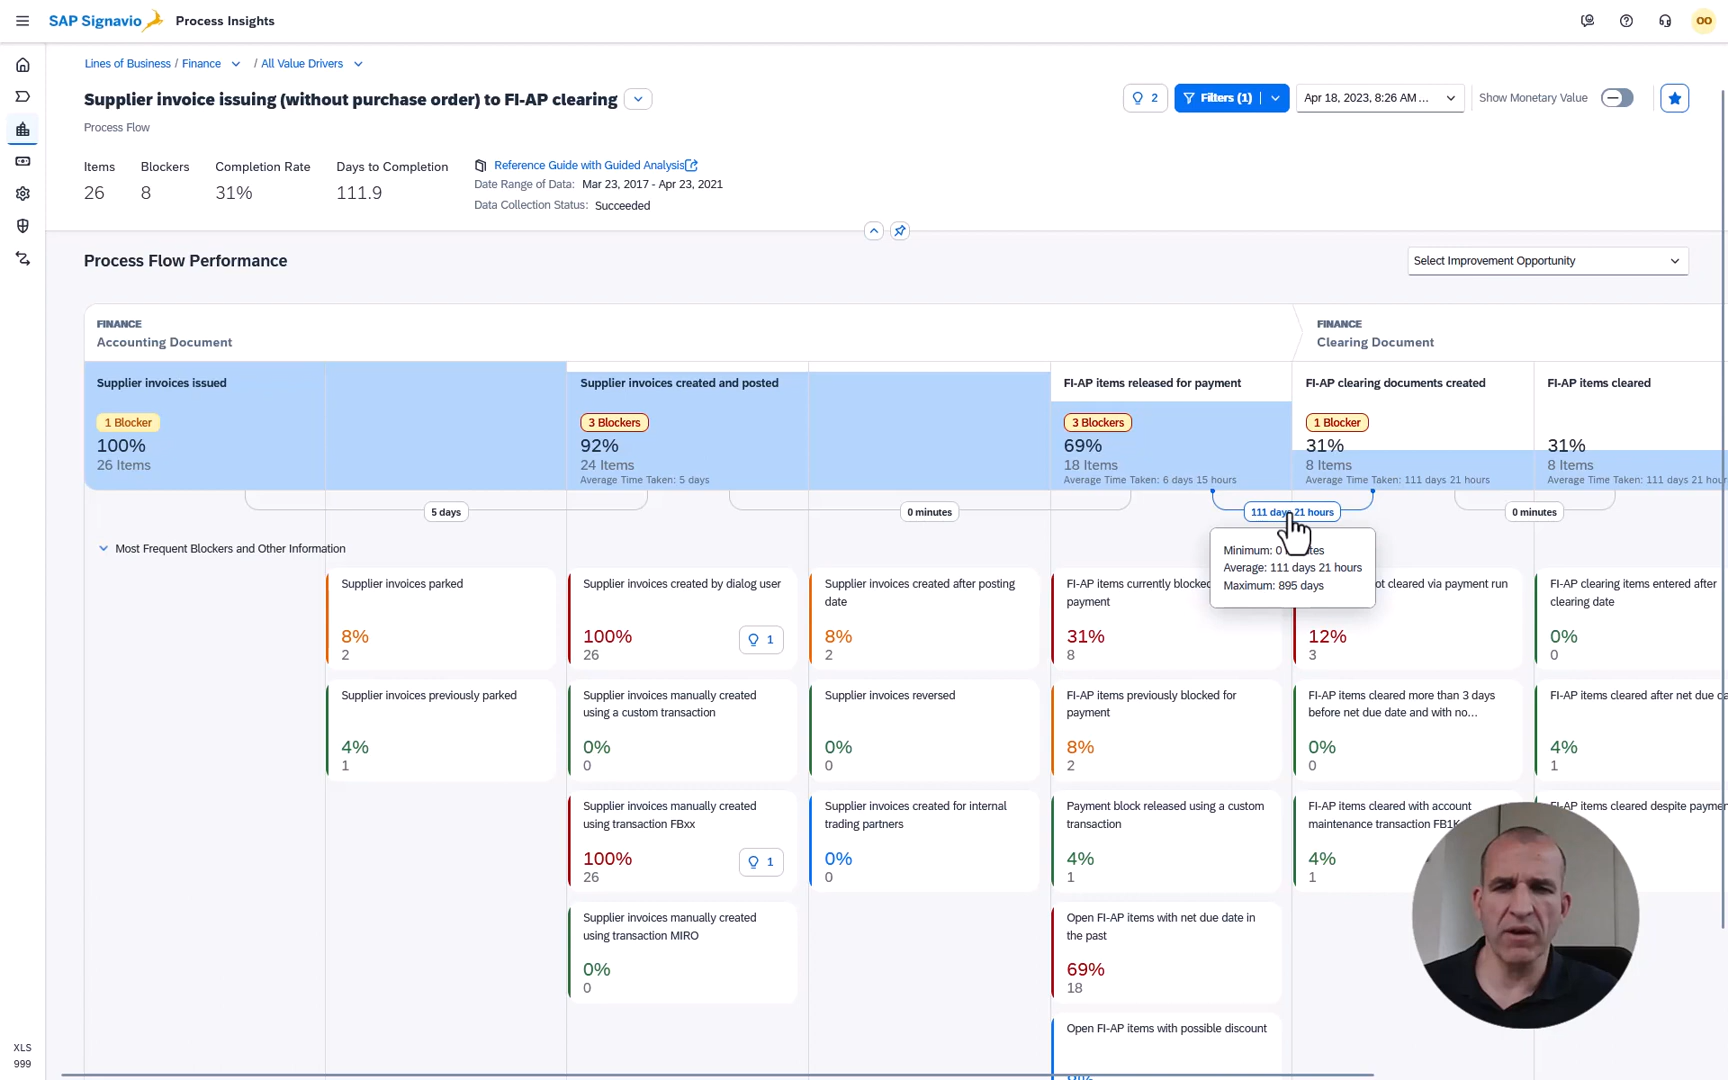 SAP Signavio Process Insights
OO
Lines of Business / Finance / All Value Drivers
Supplier invoice issuing (without purchase order) to FI-AP clearing
2
Filters (1)
Apr 18, 2023, 8:26 AM ...
Show Monetary Value
Process Flow
Items Blockers Completion Rate Days to Completion
26 8 31% 111.9
Reference Guide with Guided Analysis
Date Range of Data: Mar 23, 2017 - Apr 23, 2021
Data Collection Status: Succeeded
Process Flow Performance
Select Improvement Opportunity
FINANCE
Accounting Document
FINANCE
Clearing Document
Supplier invoices issued
1 Blocker
100%
26 Items
Supplier invoices created and posted
3 Blockers
92%
24 Items
Average Time Taken: 5 days
FI-AP items released for payment
3 Blockers
69%
18 Items
Average Time Taken: 6 days 15 hours
FI-AP clearing documents created
1 Blocker
31%
8 Items
Average Time Taken: 111 days 21 hours
FI-AP items cleared
31%
8 Items
Average Time Taken: 111 days 21
5 days
0 minutes
111 days 21 hours
0 minutes
Minimum: 0
Average: 111 days 21 hours
Maximum: 895 days
Most Frequent Blockers and Other Information
Supplier invoices parked
8%
2
Supplier invoices previously parked
4%
1
Supplier invoices created by dialog user
100%
26
1
Supplier invoices manually created
using a custom transaction
0%
0
Supplier invoices manually created
using transaction FBxx
100%
26
1
Supplier invoices manually created
using transaction MIRO
0%
0
Supplier invoices created after posting
date
8%
2
Supplier invoices reversed
0%
0
Supplier invoices created for internal
trading partners
0%
0
FI-AP items currently blocked
payment
31%
8
FI-AP items previously blocked for
payment
8%
2
Payment block released using a custom
transaction
4%
1
Open FI-AP items with net due date in
the past
69%
18
Open FI-AP items with possible discount
cleared via payment run
12%
3
FI-AP items cleared more than 3 days
before net due date and with no...
0%
0
FI-AP items cleared with account
maintenance transaction
4%
1
FI-AP clearing items entered after
clearing date
0%
0
FI-AP items cleared after net due
4%
1
FI-AP items cleared despite
XLS
999